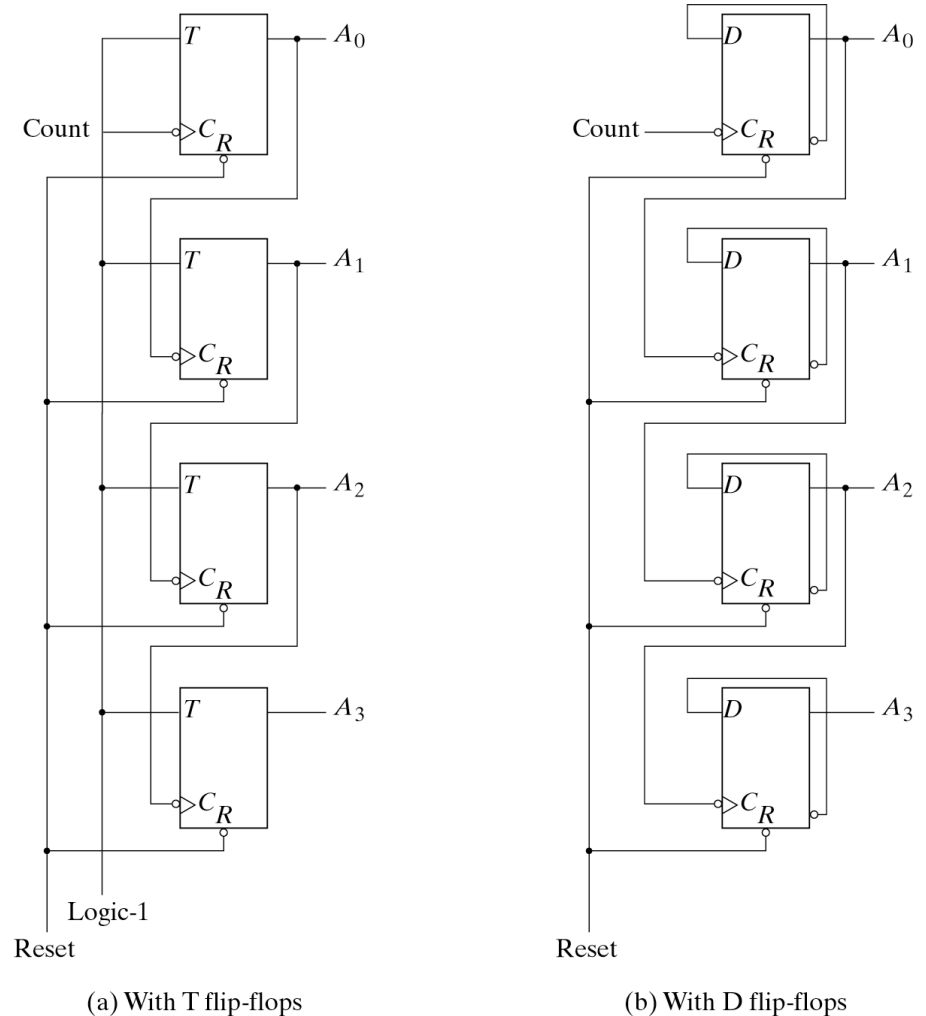 T
A0
Count
C
R
T
A1
C
R
T
A2
C
R
T
A3
C
R
Logic-1
Reset
(a) With T flip-flops
D
A0
Count
C
R
D
A1
C
R
D
A2
C
R
D
A3
C
R
Reset
(b) With D flip-flops